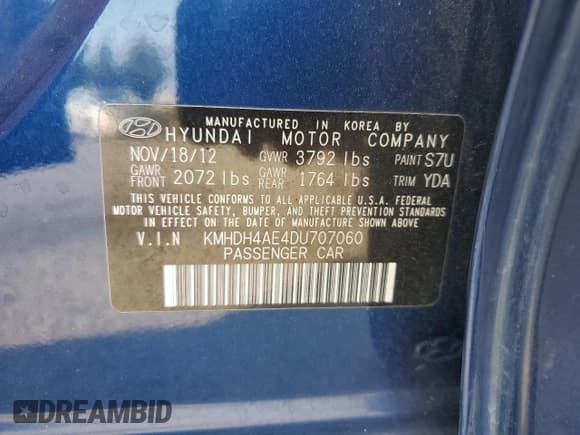 MANUFACTURED IN KOREA BY
HYUNDAI MOTOR COMPANY
NOV/18/12 GVWR 3792 lbs PAINT S7U
GAWR FRONT 2072 lbs GAWR REAR 1764 lbs TRIM YDA
THIS VEHICLE CONFORMS TO ALL APPLICABLE U.S.A. FEDERAL
MOTOR VEHICLE SAFETY, BUMPER, AND THEFT PREVENTION STANDARDS
IN EFFECT ON THE DATE OF MANUFACTURE SHOWN ABOVE.
V.I.N KMHDH4AE4DU707060
PASSENGER CAR
DREAMBID